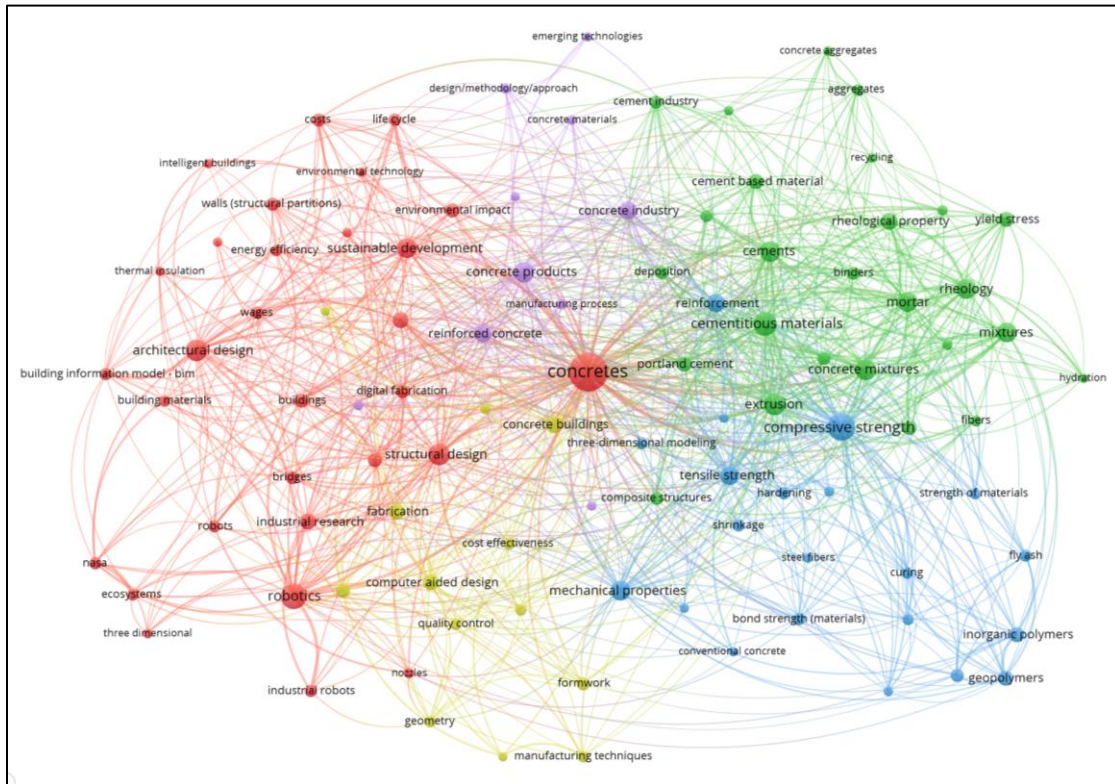 emerging technologies
concrete aggregates
design/methodology/approach
aggregates
cement industry
costs
life cycle
concrete materials
intelligent buildings
environmental technology
recycling
cement based material
walls (structural partitions)
environmental impact
concrete industry
rheological property
yield stress
energy efficiency
sustainable development
cements
thermal insulation
concrete products
deposition
binders
rheology
wages
manufacturing process
reinforcement
mortar
reinforced concrete
cementitious materials
mixtures
architectural design
building information model - bim
concretes
portland cement
concrete mixtures
hydration
building materials
buildings
digital fabrication
extrusion
concrete buildings
compressive strength
fibers
three-dimensional modeling
structural design
bridges
tensile strength
hardening
strength of materials
composite structures
fabrication
robots
industrial research
shrinkage
cost effectiveness
steel fibers
fly ash
nasa
curing
computer aided design
ecosystems
robotics
mechanical properties
quality control
bond strength (materials)
three dimensional
inorganic polymers
conventional concrete
nozzles
geopolymers
industrial robots
formwork
geometry
manufacturing techniques